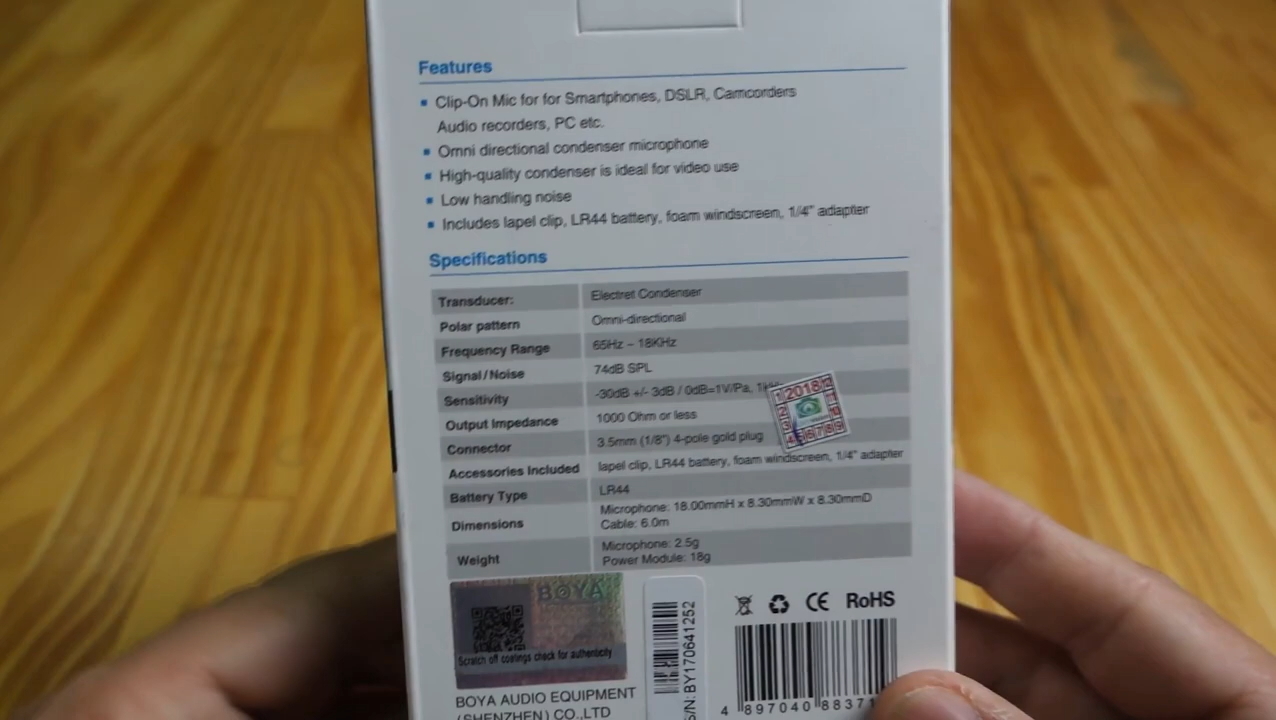 Features
Clip-On Mic for for Smartphones, DSLR, Camcorders
Audio recorders, PC etc.
Omni directional condenser microphone
High-quality condenser is ideal for video use
Low handling noise
Includes lapel clip, LR44 battery, foam windscreen, 1/4" adapter
Specifications
Transducer: Electret Condenser
Polar pattern Omni-directional
Frequency Range 65Hz ~ 18KHz
Signal/Noise 74dB SPL
Sensitivity -30dB +/- 3dB / 0dB=1V/Pa,
Output Impedance 1000 Ohm or less
Connector 3.5mm (1/8") 4-pole gold plug
Accessories Included lapel clip, LR44 battery, foam windscreen, 1/4" adapter
Battery Type LR44
Dimensions Microphone: 18.00mmH x 8.30mmW x 8.30mmD
Cable: 6.0m
Weight Microphone: 2.5g
Power Module: 18g
2018
BOYA
Scratch off coatings check for authenticity
BOYA AUDIO EQUIPMENT
(SHENZHEN) CO.,LTD
S/N: BY170641252
CE RoHS
4 897040 8837